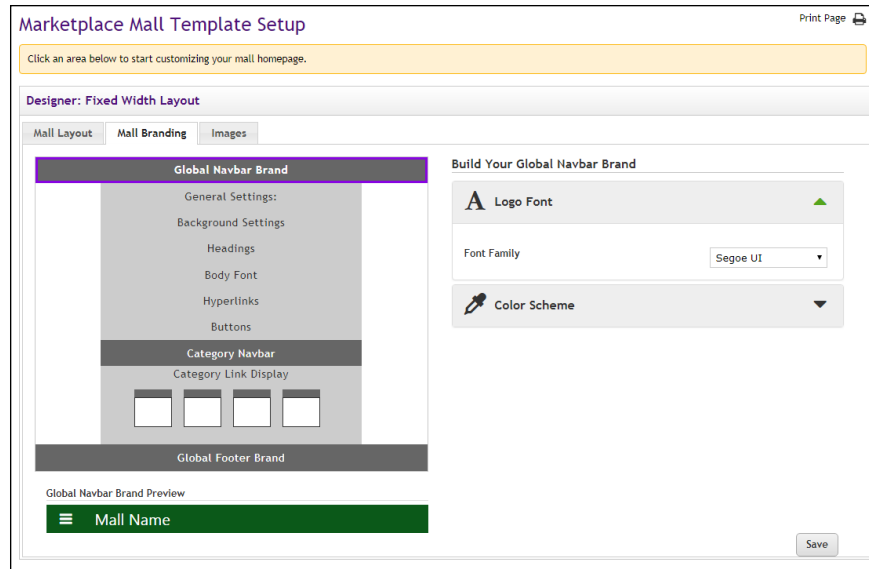 Marketplace Mall Template Setup
Print Page
Click an area below to start customizing your mall homepage.
Designer: Fixed Width Layout
Mall Layout
Mall Branding
Images
Global Navbar Brand
General Settings:
Background Settings
Headings
Body Font
Hyperlinks
Buttons
Category Navbar
Category Link Display
Global Footer Brand
Global Navbar Brand Preview
Mall Name
Build Your Global Navbar Brand
A Logo Font
Font Family
Segoe UI
Color Scheme
Save